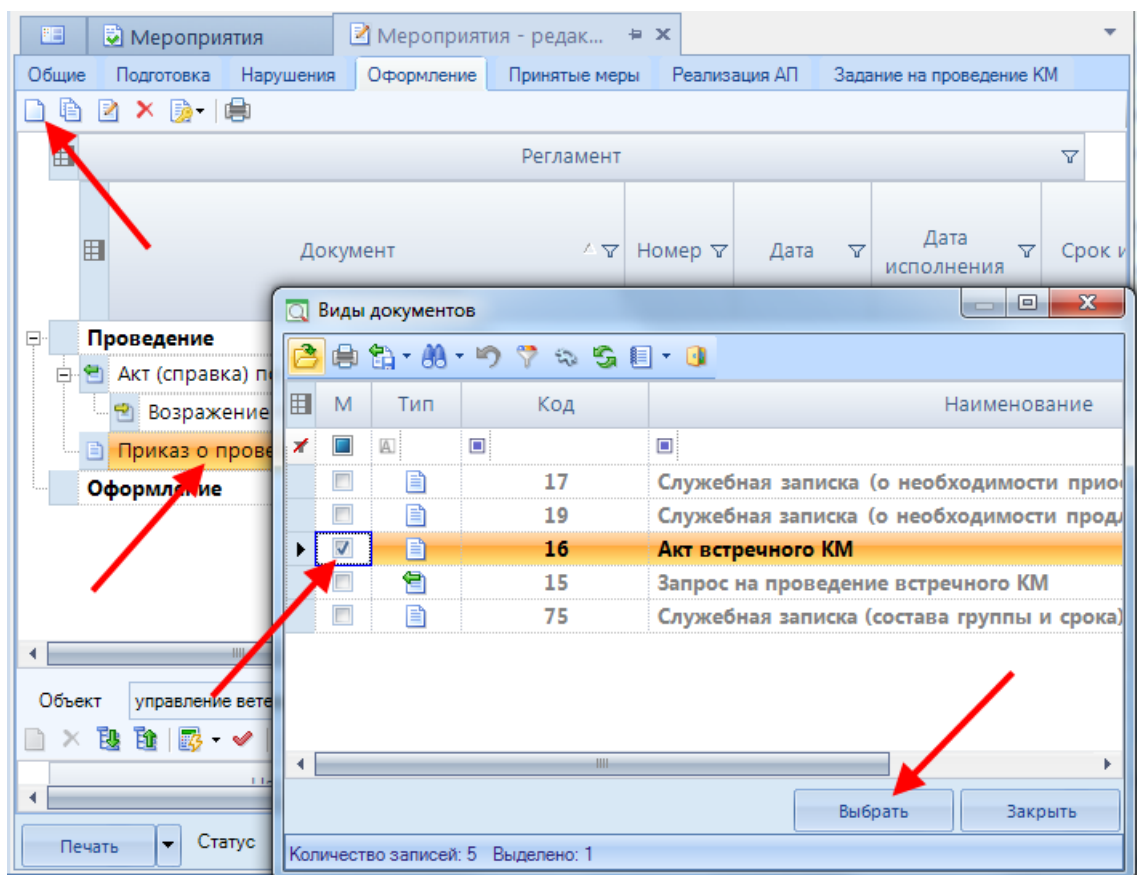 Мероприятия
Мероприятия - редак...
Общие Подготовка Нарушения Оформление Принятые меры Реализация АП Задание на проведение КМ
Регламент
Документ Номер Дата Дата исполнения Срок и
Проведение
Акт (справка) по
Возражение
Приказ о прове
Оформление
Объект управление вете
Печать Статус
Виды документов
М Тип Код Наименование
17 Служебная записка (о необходимости прио
19 Служебная записка (о необходимости прод
16 Акт встречного КМ
15 Запрос на проведение встречного КМ
75 Служебная записка (состава группы и срока)
Выбрать Закрыть
Количество записей: 5 Выделено: 1